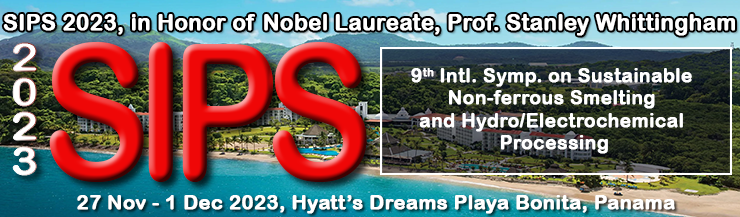 SIPS 2023, in Honor of Nobel Laureate, Prof. Stanley Whittingham
2023
SIPS
9th Intl. Symp. on Sustainable
Non-ferrous Smelting
and Hydro/Electrochemical
Processing
27 Nov - 1 Dec 2023, Hyatt's Dreams Playa Bonita, Panama